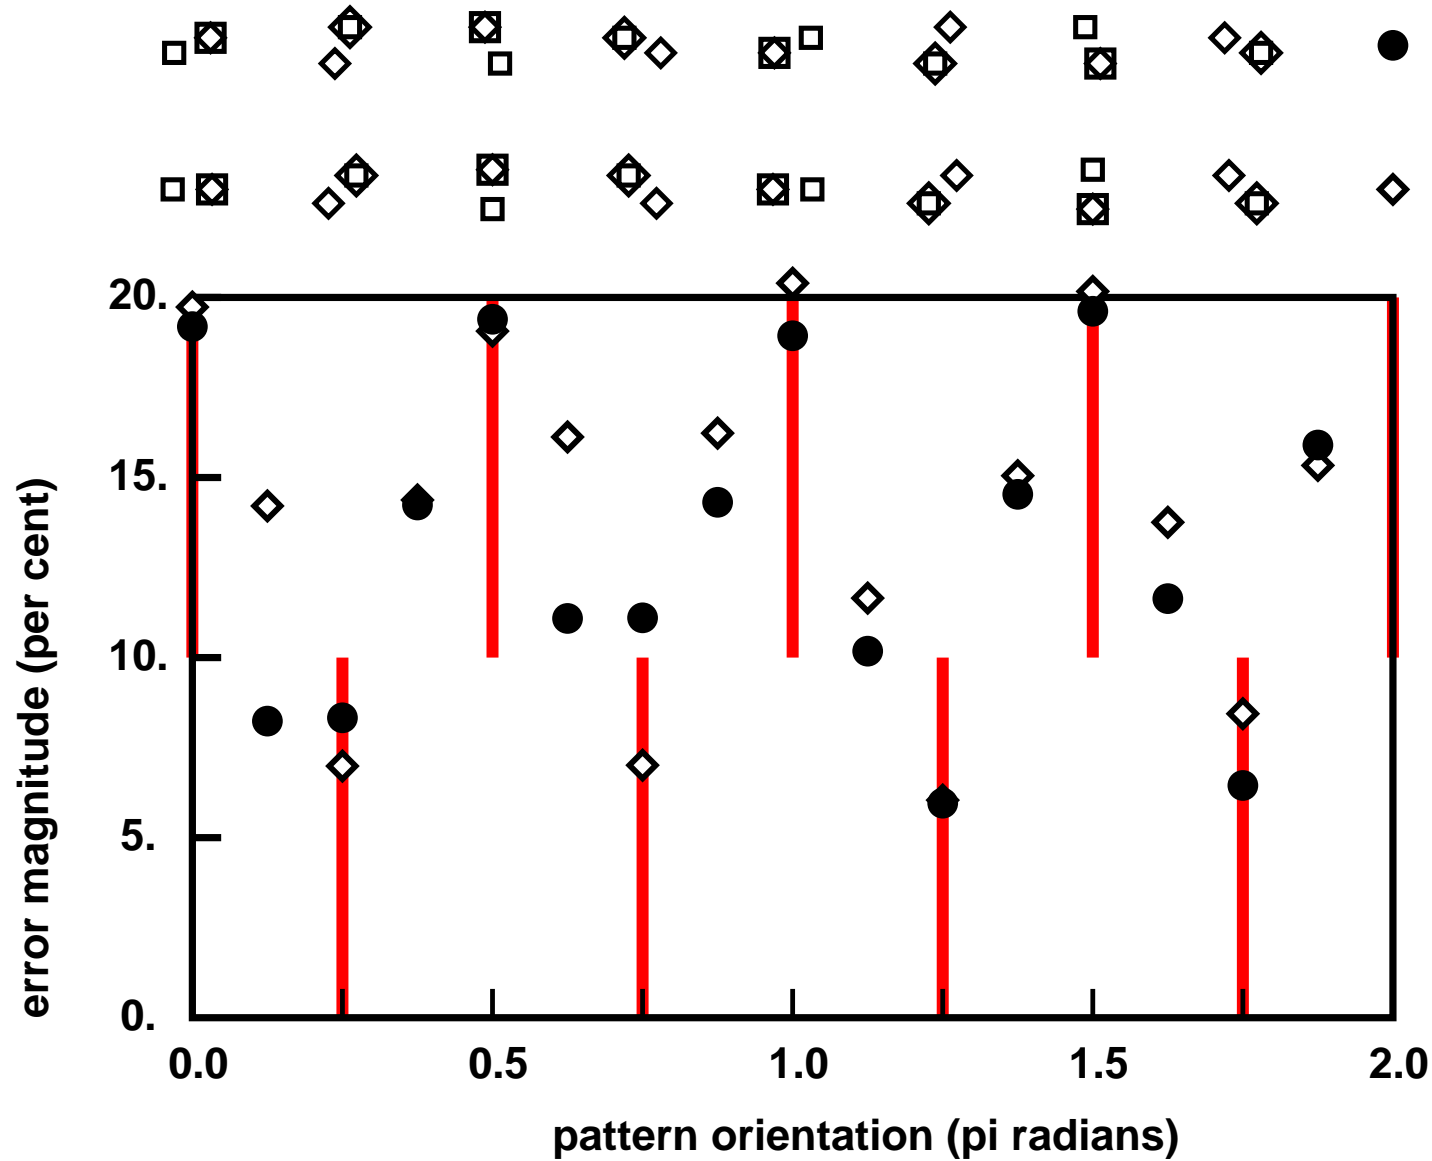 20.
15.
10.
5.
0.
0.0 0.5 1.0 1.5 2.0
pattern orientation (pi radians)
error magnitude (per cent)